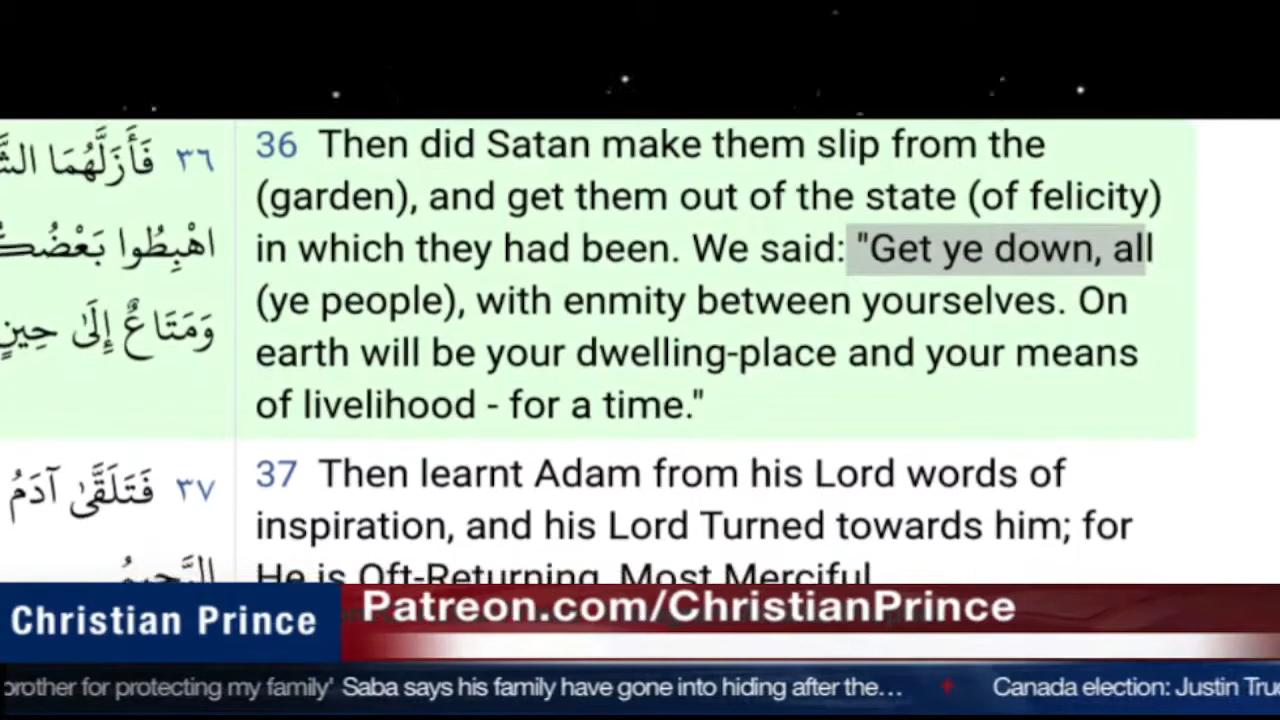 ٣٦ فَأَزَلَّهُمَا
اهْبِطُوا
وَمَتَاعٌ إِلَىٰ حِينٍ
36 Then did Satan make them slip from the
(garden), and get them out of the state (of felicity)
in which they had been. We said: "Get ye down, all
(ye people), with enmity between yourselves. On
earth will be your dwelling-place and your means
of livelihood - for a time."
٣٧ فَتَلَقَّىٰ آدَمُ
37 Then learnt Adam from his Lord words of
inspiration, and his Lord Turned towards him; for
He is Oft-Returning, Most Merciful
Christian Prince
Patreon.com/ChristianPrince
brother for protecting my family' Saba says his family have gone into hiding after the... Canada election: Justin